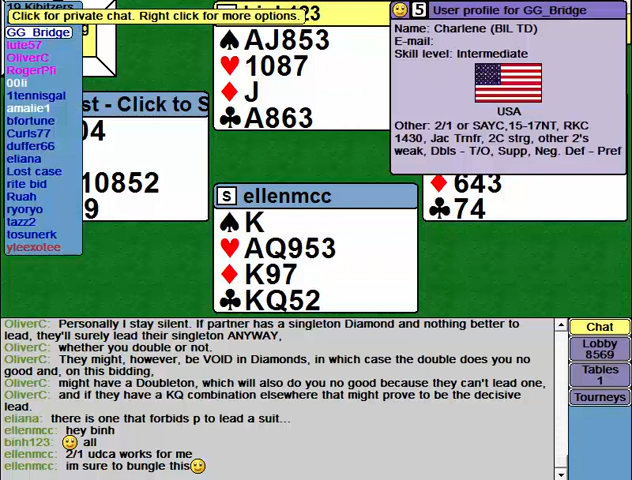 19 Kibitzers
Click for private chat. Right click for more options.
GG_Bridge
lute57
OliverC
RogerPfi
00li
1tennisgal
amalie1
bfortune
Curls77
duffer66
eliana
Lost case
rite bid
Ruah
ryoryo
tazz2
tosunerk
yleexotee
123
♠ AJ853
♥ 1087
♦ J
♣ A863
5 User profile for GG_Bridge
Name: Charlene (BIL TD)
E-mail:
Skill level: Intermediate
USA
Other: 2/1 or SAYC,15-17NT, RKC
1430, Jac Trnfr, 2C strg, other 2's
weak, Dbls - T/O, Supp, Neg. Def - Pref
st - Click to S
04
10852
9
♦ 643
♣ 74
S ellenmcc
♠ K
♥ AQ953
♦ K97
♣ KQ52
OliverC: Personally I stay silent. If partner has a singleton Diamond and nothing better to
lead, they'll surely lead their singleton ANYWAY,
OliverC: whether you double or not,
OliverC: They might, however, be VOID in Diamonds, in which case the double does you no
good and, on this bidding,
OliverC: might have a Doubleton, which will also do you no good because they can't lead one,
OliverC: and if they have a KQ combination elsewhere that might prove to be the decisive
lead.
eliana: there is one that forbids p to lead a suit...
ellenmcc: hey binh
binh123: all
ellenmcc: 2/1 udca works for me
ellenmcc: im sure to bungle this
Chat
Lobby
8569
Tables
1
Tourneys